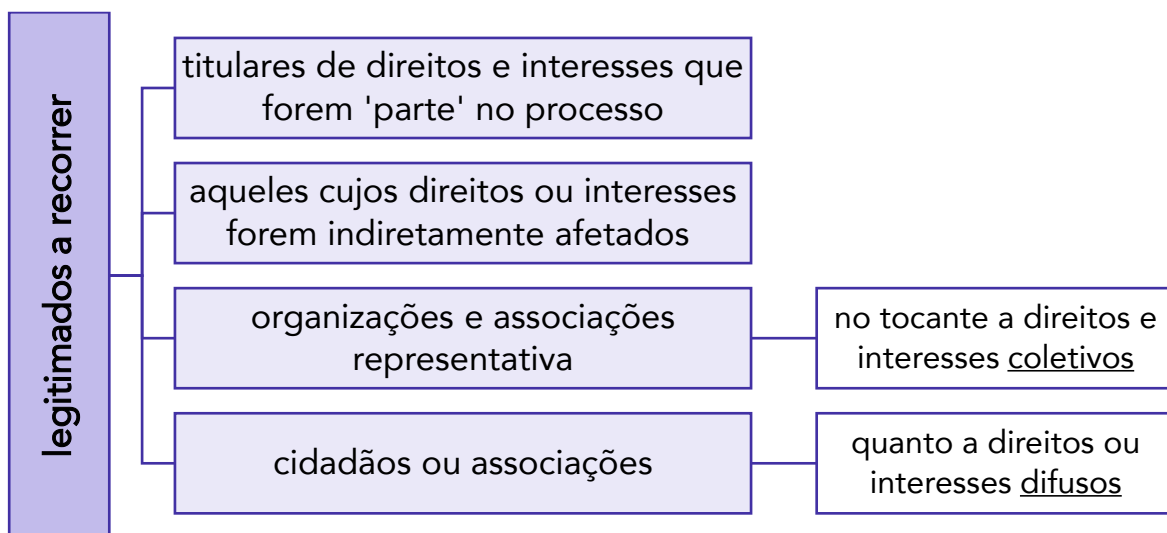 legitimados a recorrer
titulares de direitos e interesses que
forem 'parte' no processo
aqueles cujos direitos ou interesses
forem indiretamente afetados
organizações e associações
representativa
no tocante a direitos e
interesses coletivos
cidadãos ou associações
quanto a direitos ou
interesses difusos